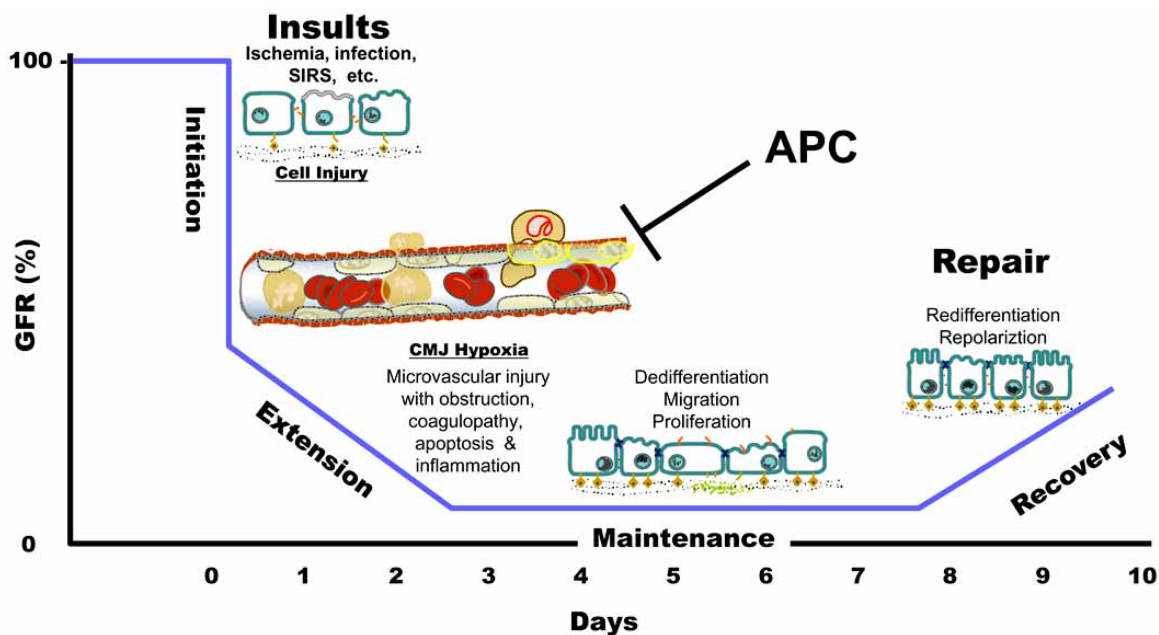 Insults
Ischemia, infection,
SIRS, etc.
Cell Injury
100
Initiation
APC
GFR (%)
Repair
Redifferentiation
Repolariztion
CMJ Hypoxia
Microvascular injury
with obstruction,
coagulopathy,
apoptosis &
inflammation
Dedifferentiation
Migration
Proliferation
Extension
Recovery
0
Maintenance
0 1 2 3 4 5 6 7 8 9 10
Days